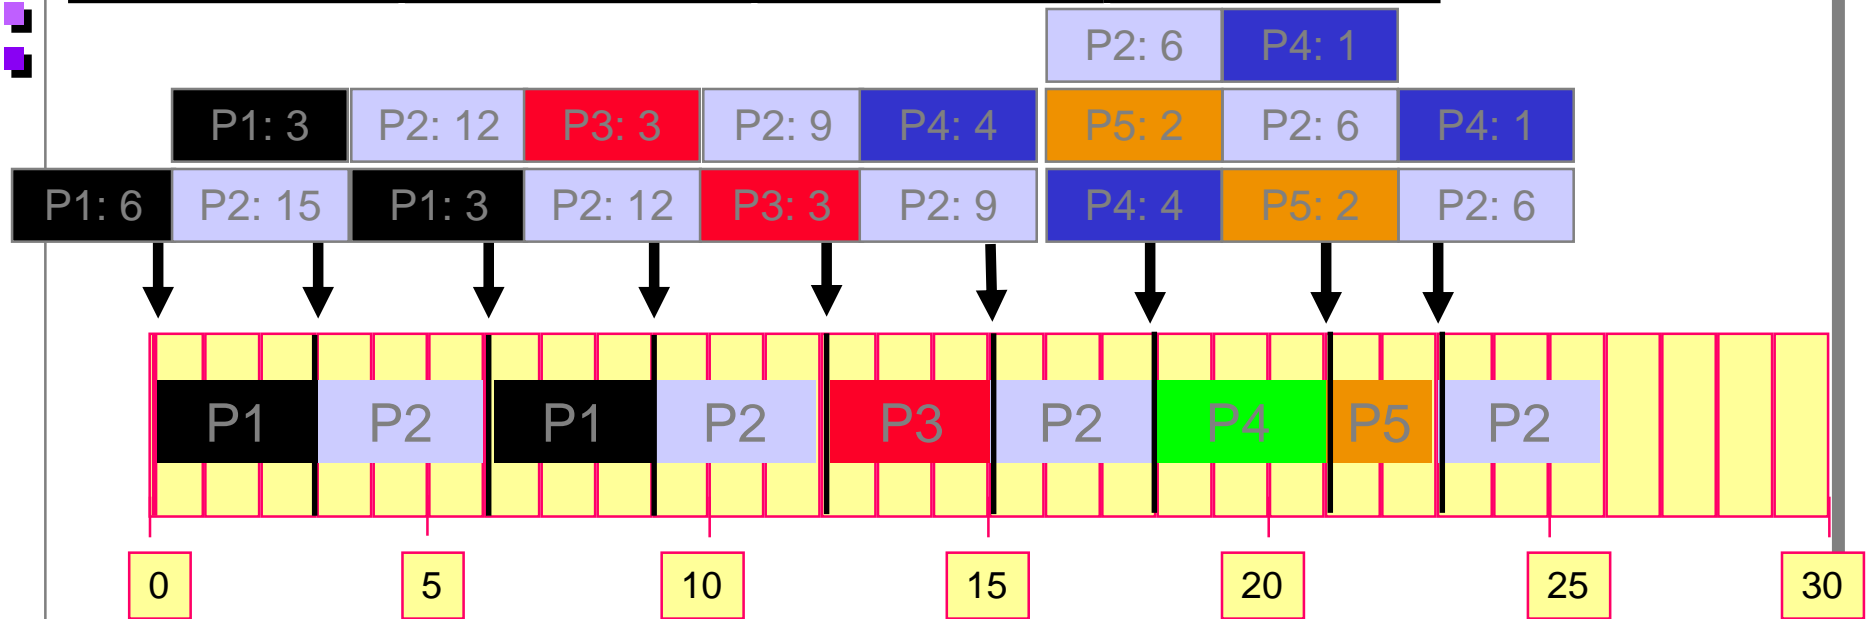 P2: 6 P4: 1
P1: 3 P2: 12 P3: 3 P2: 9 P4: 4 P5: 2 P2: 6 P4: 1
P1: 6 P2: 15 P1: 3 P2: 12 P3: 3 P2: 9 P4: 4 P5: 2 P2: 6
P1 P2 P1 P2 P3 P2 P4 P5 P2
0 5 10 15 20 25 30